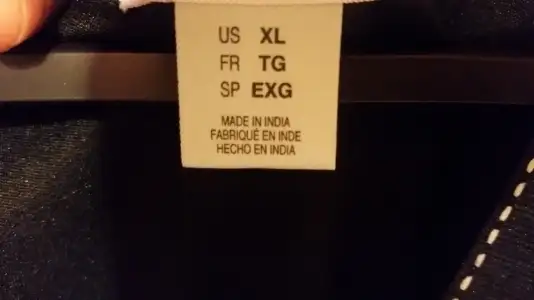 US XL
FR TG
SP EXG
MADE IN INDIA
FABRIQUÉ EN INDE
HECHO EN INDIA